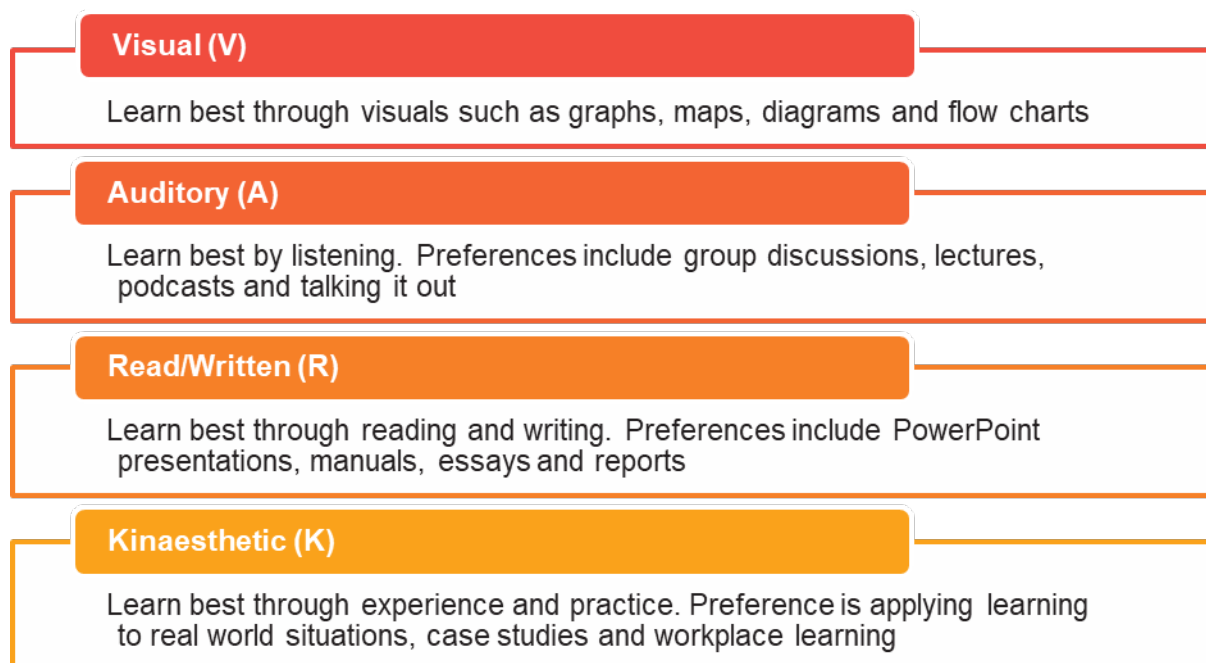 Visual (V)
Learn best through visuals such as graphs, maps, diagrams and flow charts
Auditory (A)
Learn best by listening. Preferences include group discussions, lectures,
podcasts and talking it out
Read/Written (R)
Learn best through reading and writing. Preferences include PowerPoint
presentations, manuals, essays and reports
Kinaesthetic (K)
Learn best through experience and practice. Preference is applying learning
to real world situations, case studies and workplace learning